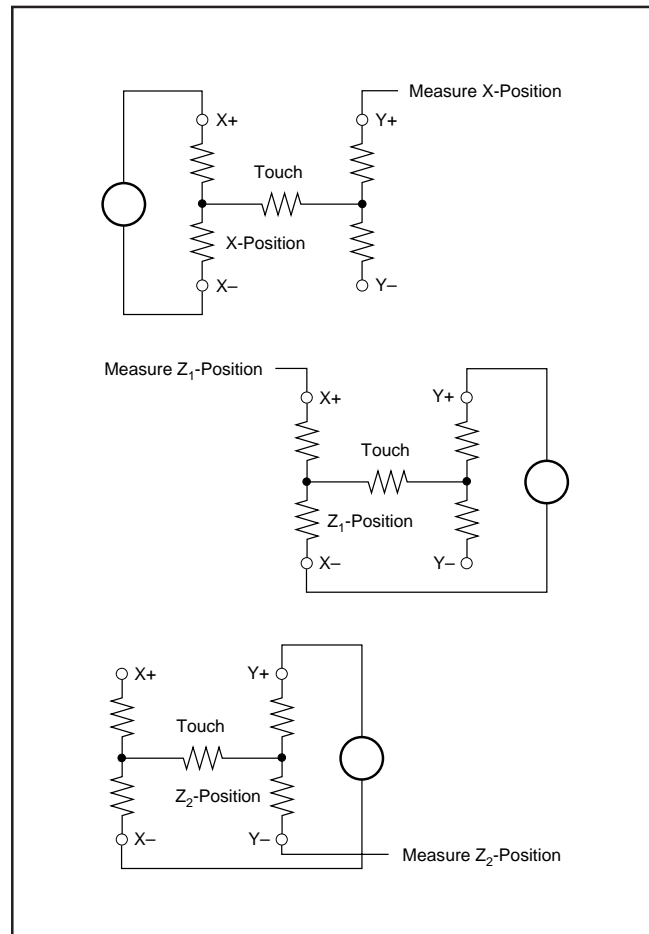 Measure X-Position
X+
Y+
Touch
X-Position
X–
Y–
Measure Z₁-Position
X+
Y+
Touch
Z₁-Position
X–
Y–
X+
Y+
Touch
Z₂-Position
X–
Y–
Measure Z₂-Position